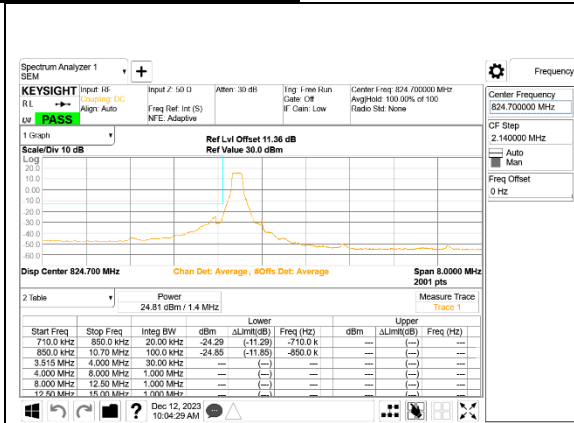 Spectrum Analyzer 1
SEM
Frequency
KEYSIGHT Input: RF Input Z: 50 Ω Atten: 30 dB Trig: Free Run Center Freq: 824.700000 MHz
RL Coupling: DC Gate: Off Avg|Hold: 100.00% of 100
Align: Auto Freq Ref: Int (S) IF Gain: Low Radio Std: None
NFE: Adaptive
PASS
Center Frequency
824.700000 MHz
CF Step
2.140000 MHz
Auto
Man
Freq Offset
0 Hz
1 Graph
Scale/Div 10 dB
Ref Lvl Offset 11.36 dB
Ref Value 30.0 dBm
Log
20.0
10.0
0.00
-10.0
-20.0
-30.0
-40.0
-50.0
-60.0
Disp Center 824.700 MHz Chan Det: Average, #Offs Det: Average Span 8.0000 MHz
2001 pts
2 Table Power Measure Trace
24.81 dBm / 1.4 MHz Trace 1
Lower Upper
Start Freq Stop Freq Integ BW dBm ΔLimit(dB) Freq (Hz) dBm ΔLimit(dB) Freq (Hz)
710.0 kHz 850.0 kHz 20.00 kHz -24.29 (-11.29) -710.0 k --- (---) ---
850.0 kHz 10.70 MHz 100.0 kHz -24.85 (-11.85) -850.0 k --- (---) ---
3.515 MHz 4.000 MHz 30.00 kHz --- (---) --- --- (---) ---
4.000 MHz 8.000 MHz 1.000 MHz --- (---) --- --- (---) ---
8.000 MHz 12.50 MHz 1.000 MHz --- (---) --- --- (---) ---
12.50 MHz 15.00 MHz 1.000 MHz --- (---) --- --- (---) ---
? Dec 12, 2023
10:04:29 AM